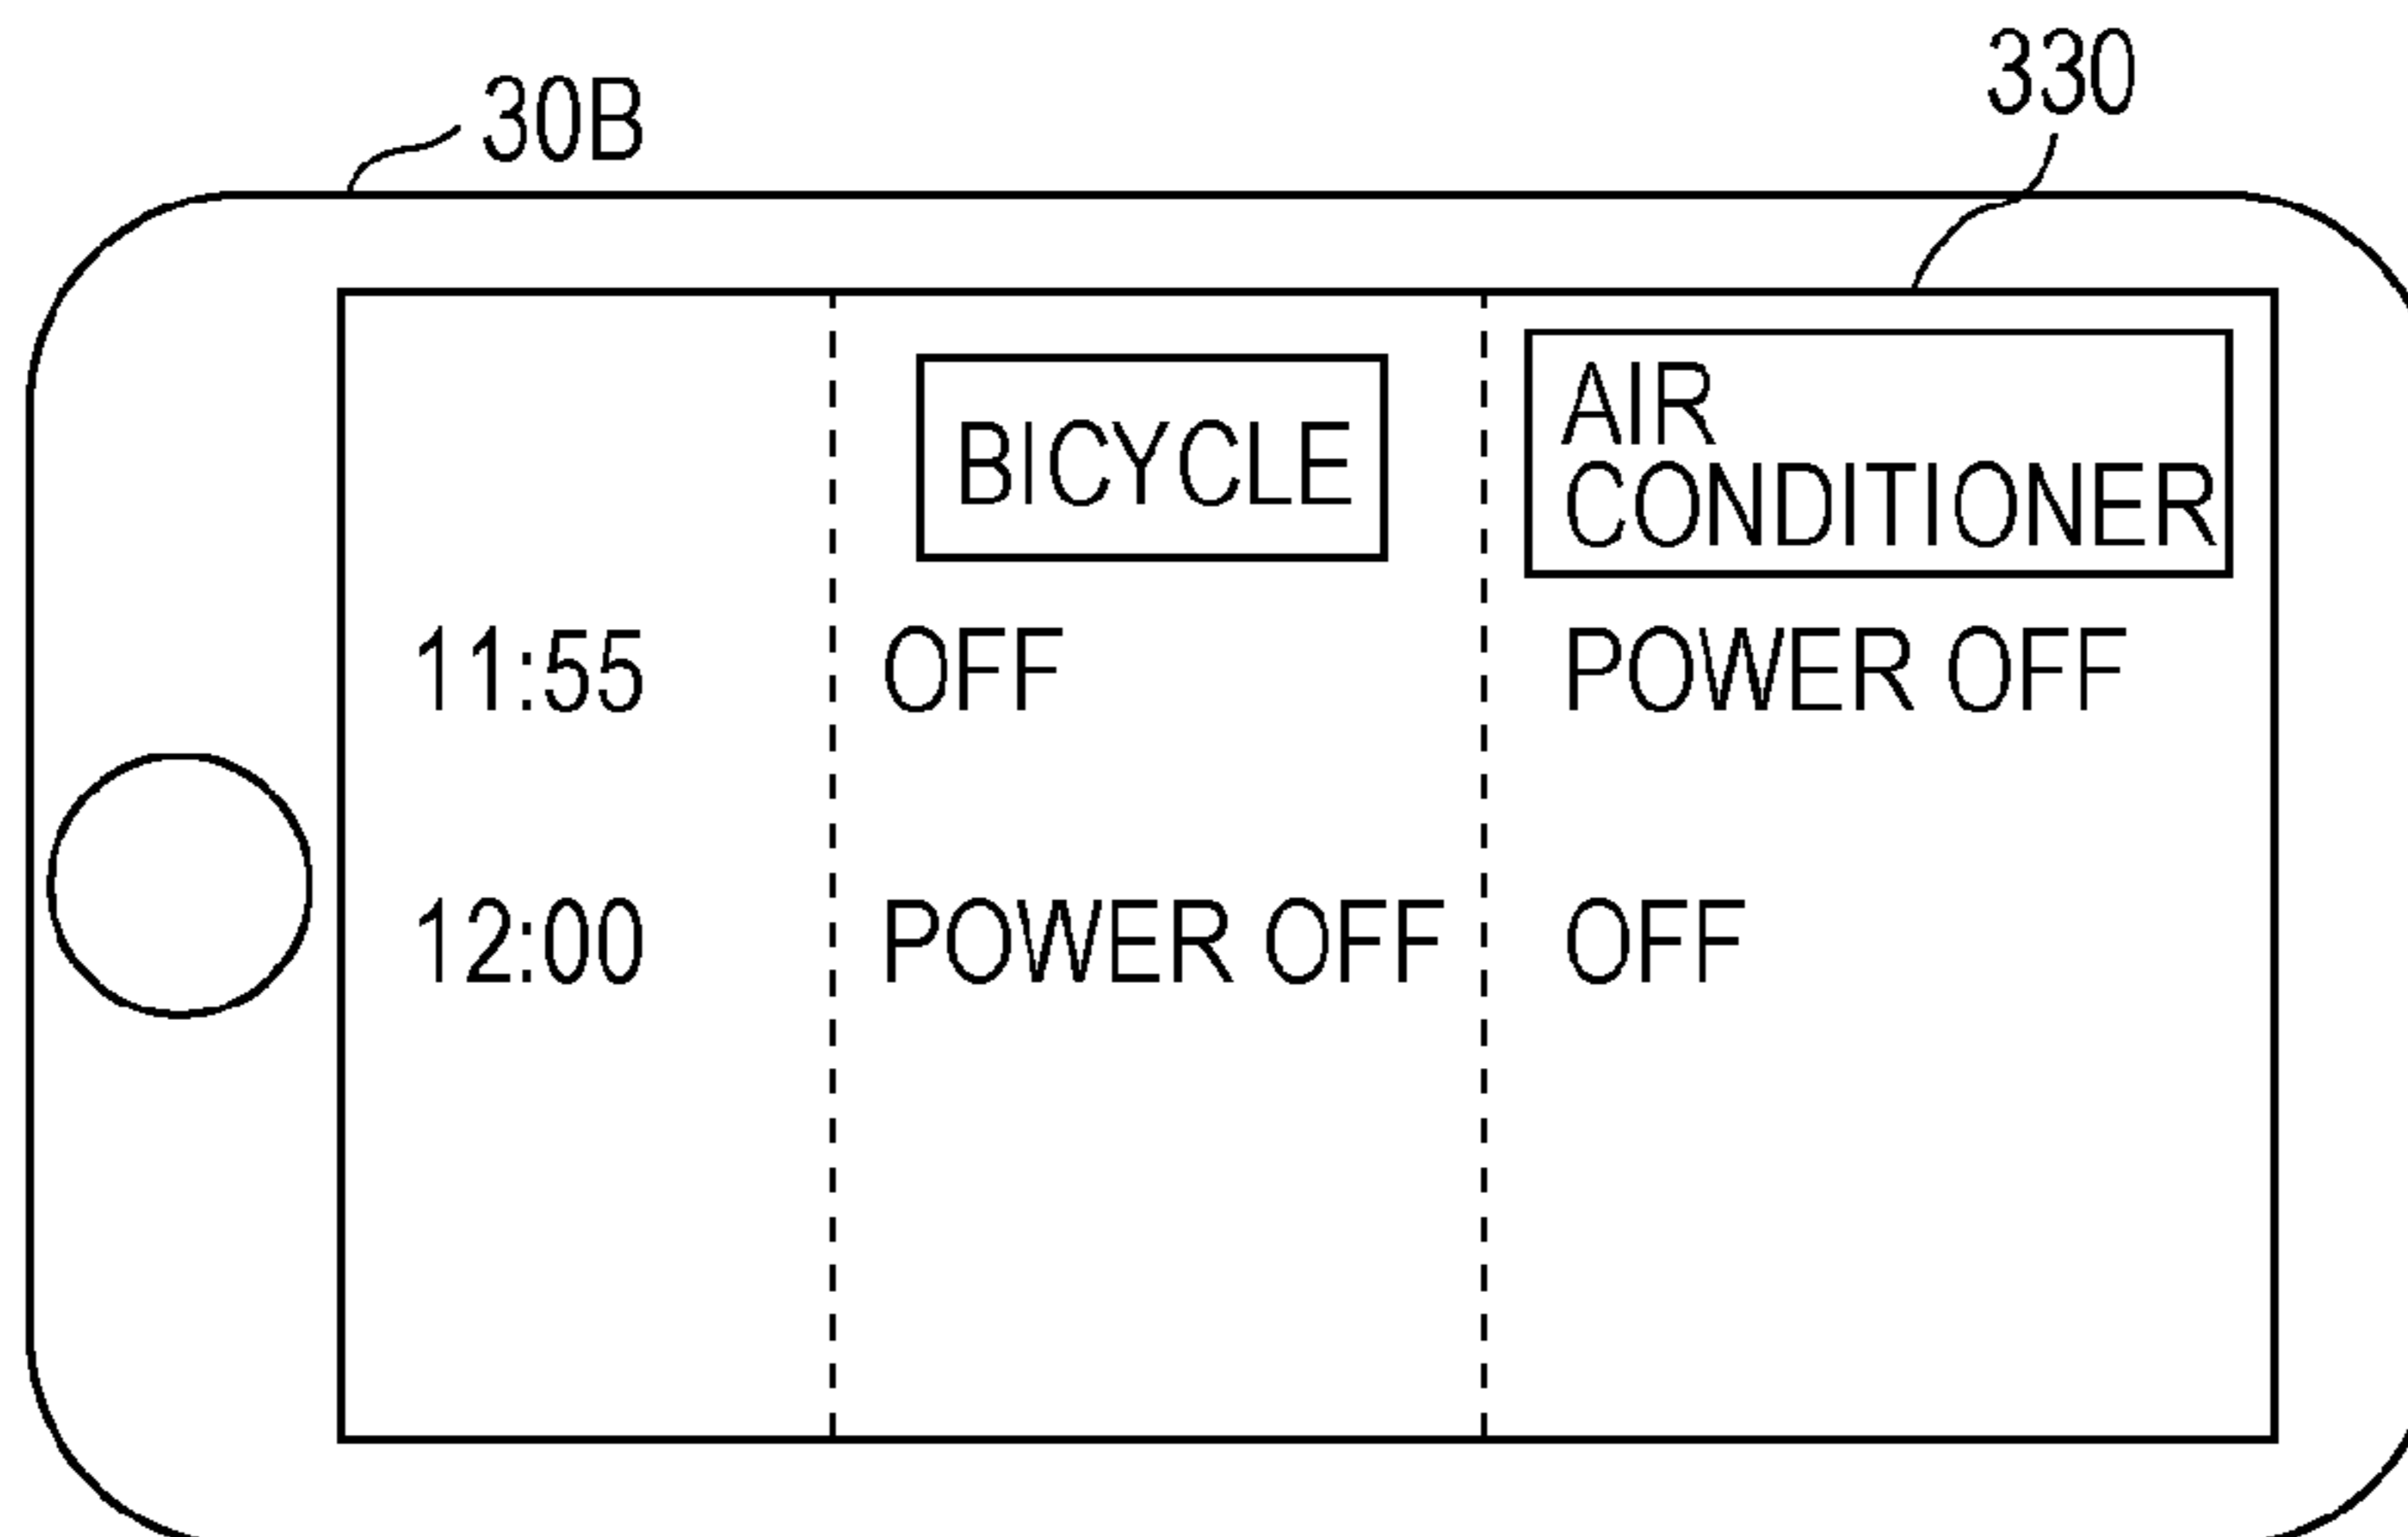 30B
330
BICYCLE
AIR
CONDITIONER
11:55 OFF POWER OFF
12:00 POWER OFF OFF